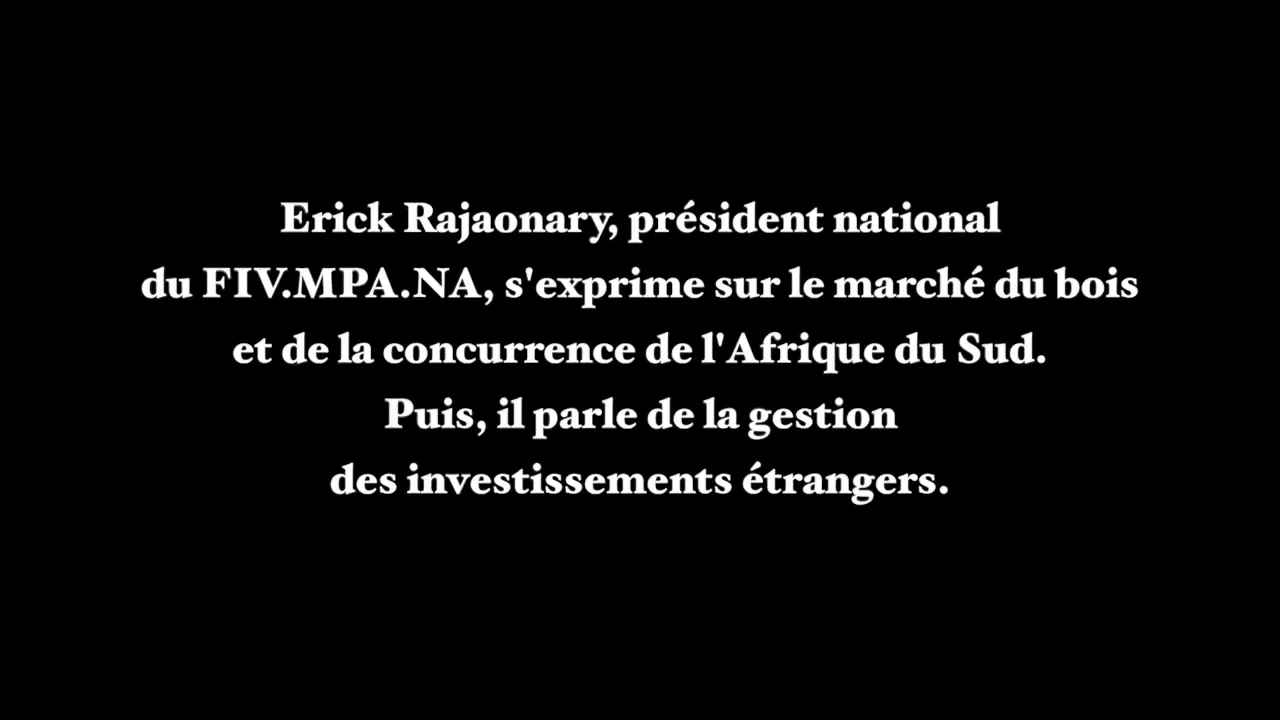 Erick Rajaonary, président national
du FIV.MPA.NA, s'exprime sur le marché du bois
et de la concurrence de l'Afrique du Sud.
Puis, il parle de la gestion
des investissements étrangers.